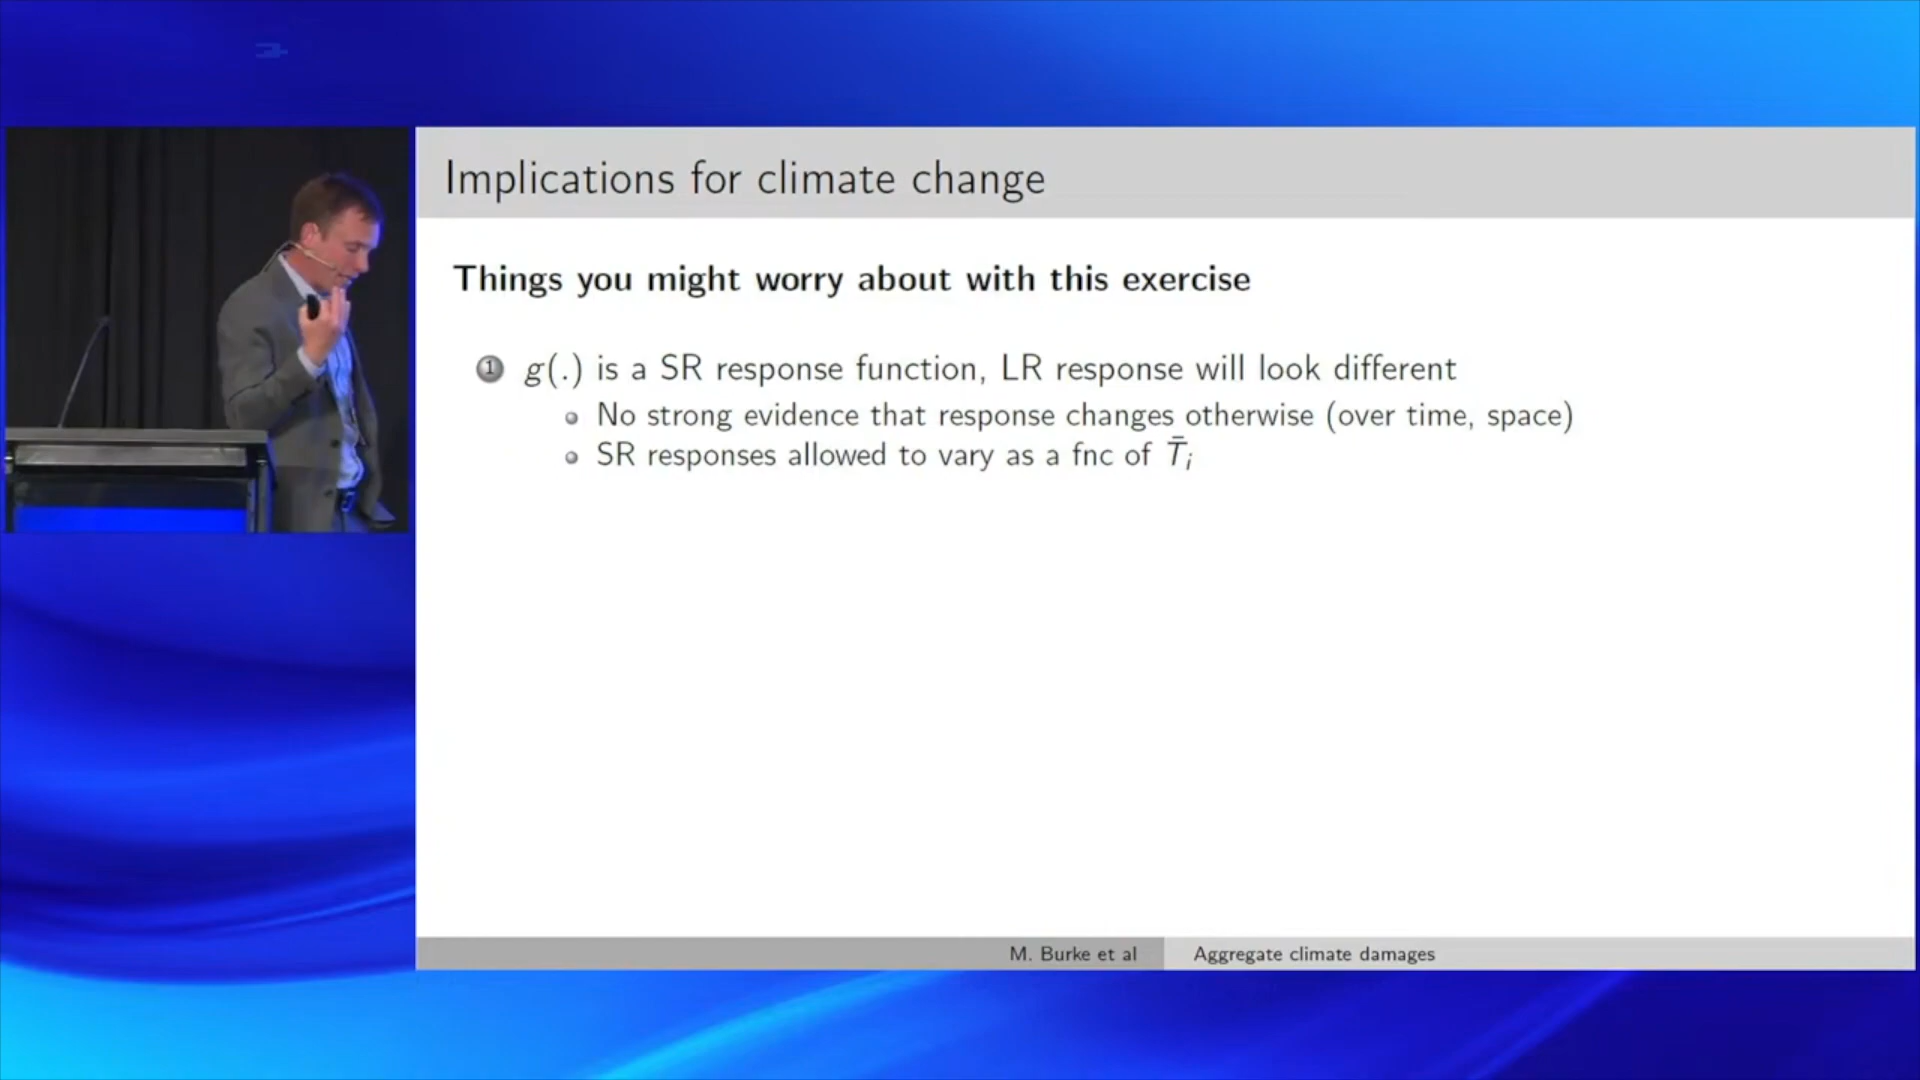 Implications for climate change
Things you might worry about with this exercise
1 g(.) is a SR response function, LR response will look different
No strong evidence that response changes otherwise (over time, space)
SR responses allowed to vary as a fnc of T̄ᵢ
M. Burke et al
Aggregate climate damages